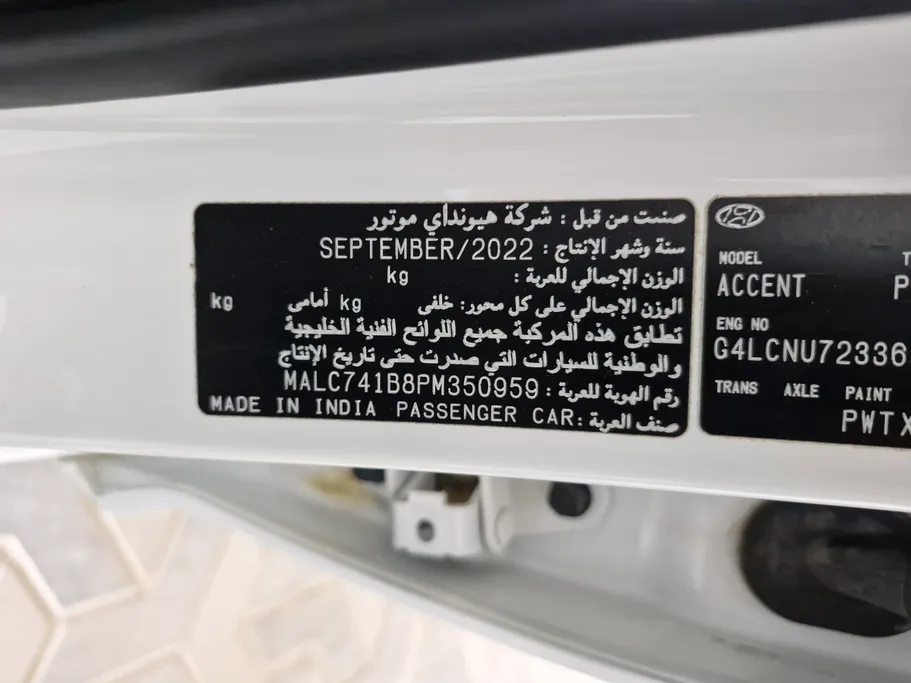 صنعت من قبل : شركة هيونداي موتور
سنة وشهر الإنتاج : SEPTEMBER/2022
الوزن الإجمالي للعربة : kg
الوزن الإجمالي على كل محور: خلفى kg أمامى kg
تطابق هذه المركبة جميع اللوائح الفنية الخليجية
والوطنية للسيارات التي صدرت حتى تاريخ الإنتاج
رقم الهوية للعربة : MALC741B8PM350959
صنف العربة : MADE IN INDIA PASSENGER CAR
MODEL
ACCENT
ENG NO
G4LCNU72336
TRANS AXLE PAINT
PWTX